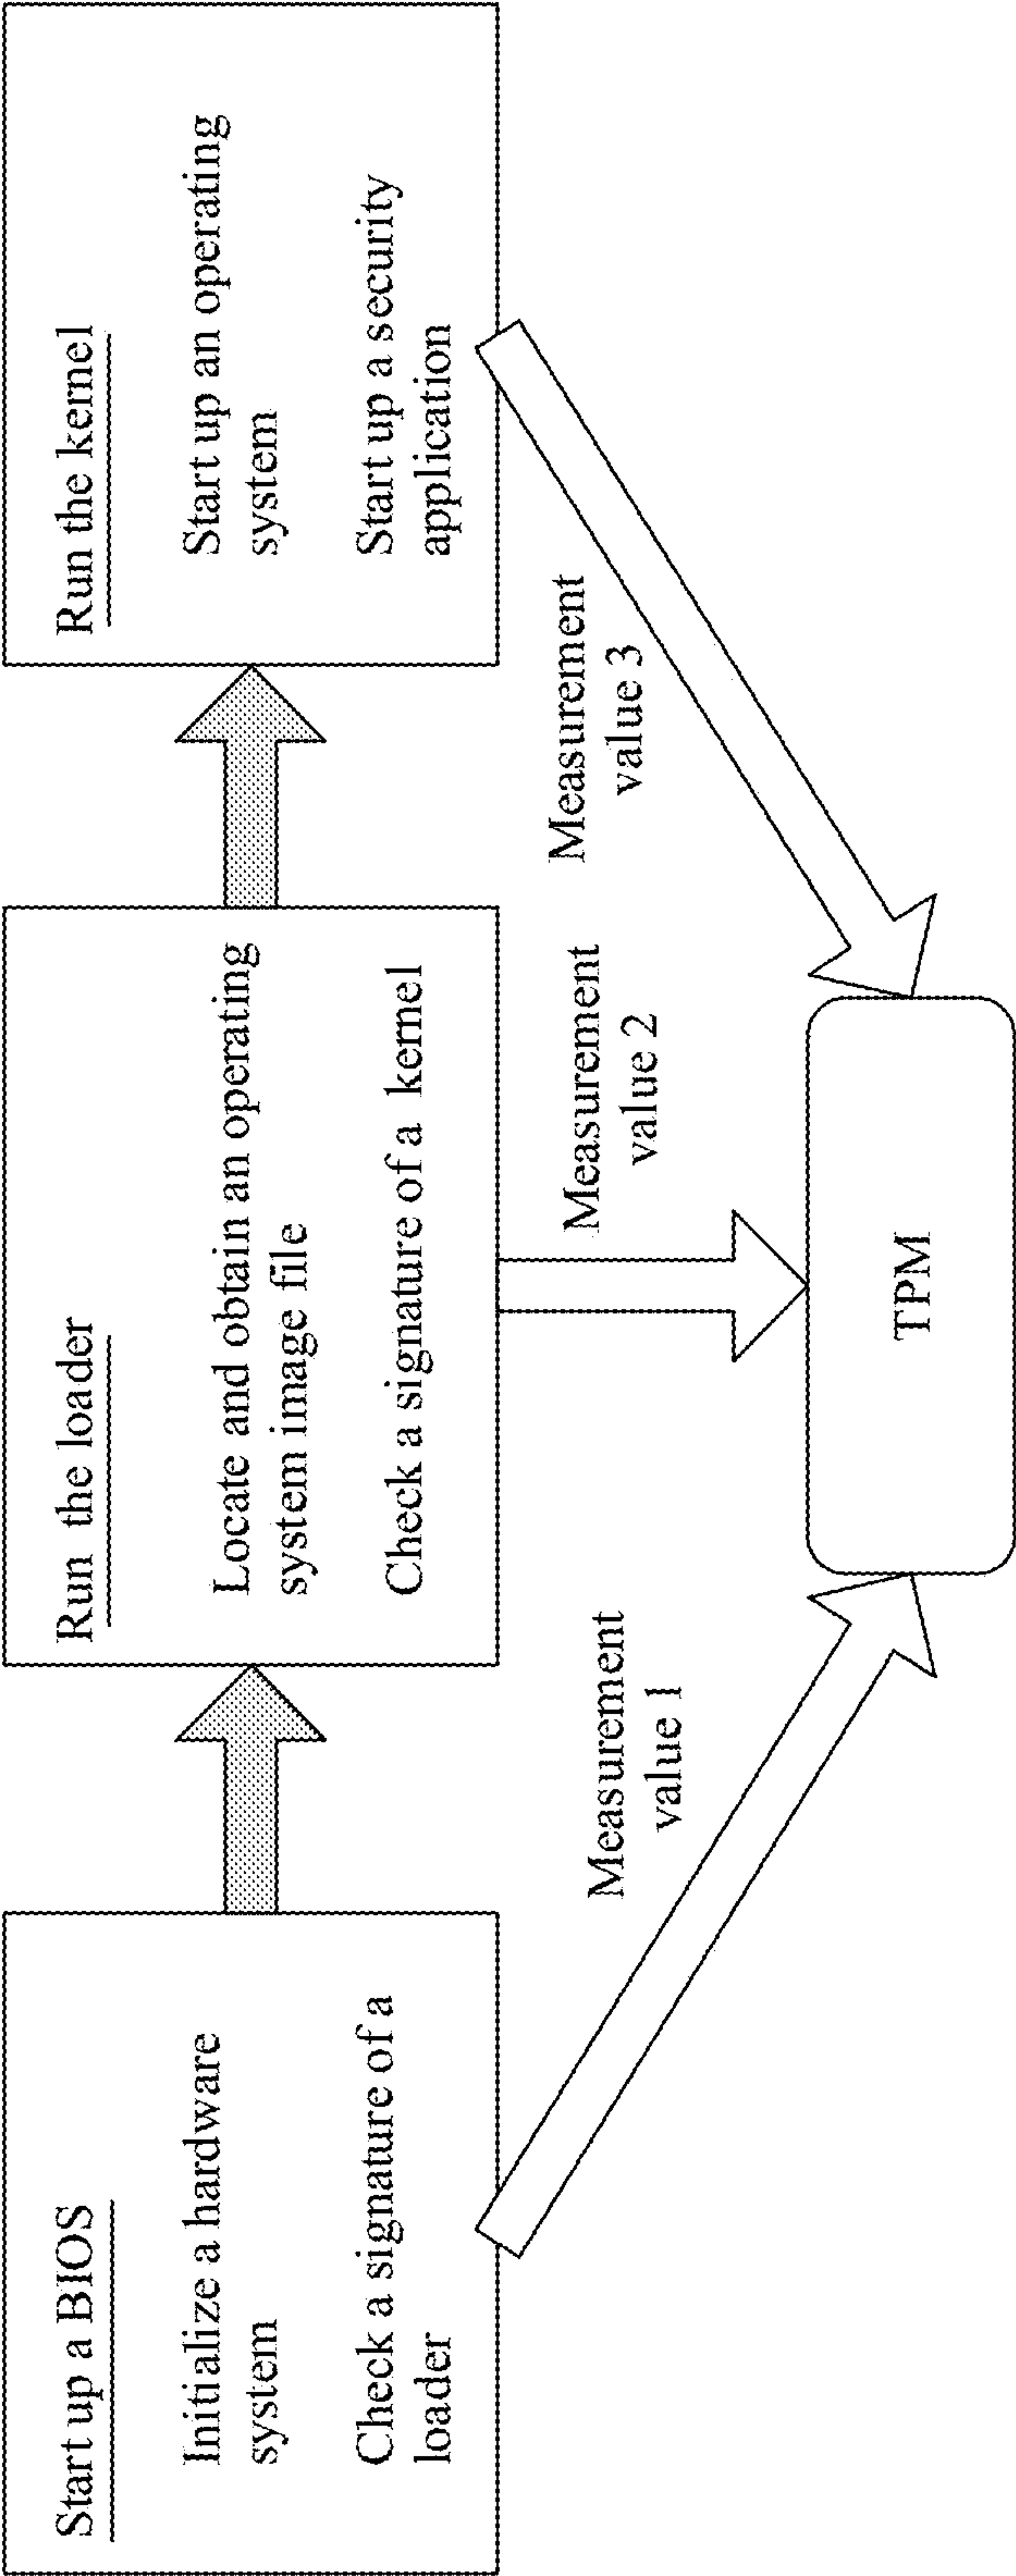 Start up a BIOS
Initialize a hardware
system
Check a signature of a
loader
Run the loader
Locate and obtain an operating
system image file
Check a signature of a kernel
Run the kernel
Start up an operating
system
Start up a security
application
Measurement
value 1
Measurement
value 2
Measurement
value 3
TPM